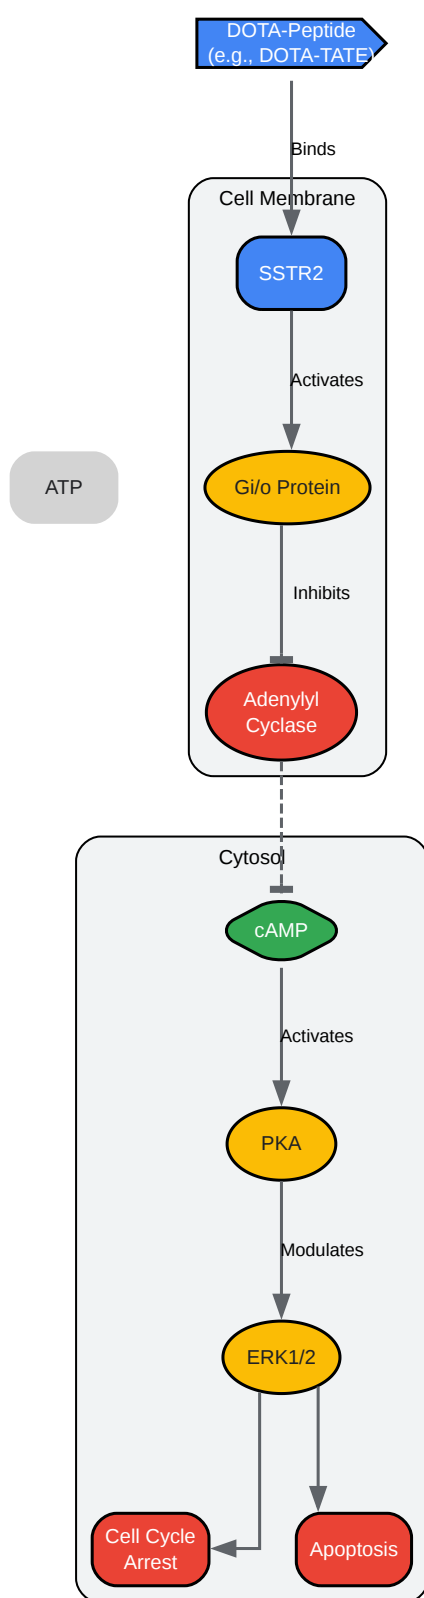 DOTA-Peptide
(e.g., DOTA-TATE)
Binds
Cell Membrane
SSTR2
Activates
ATP
Gi/o Protein
Inhibits
Adenylyl
Cyclase
Cytosol
cAMP
Activates
PKA
Modulates
ERK1/2
Cell Cycle
Arrest
Apoptosis